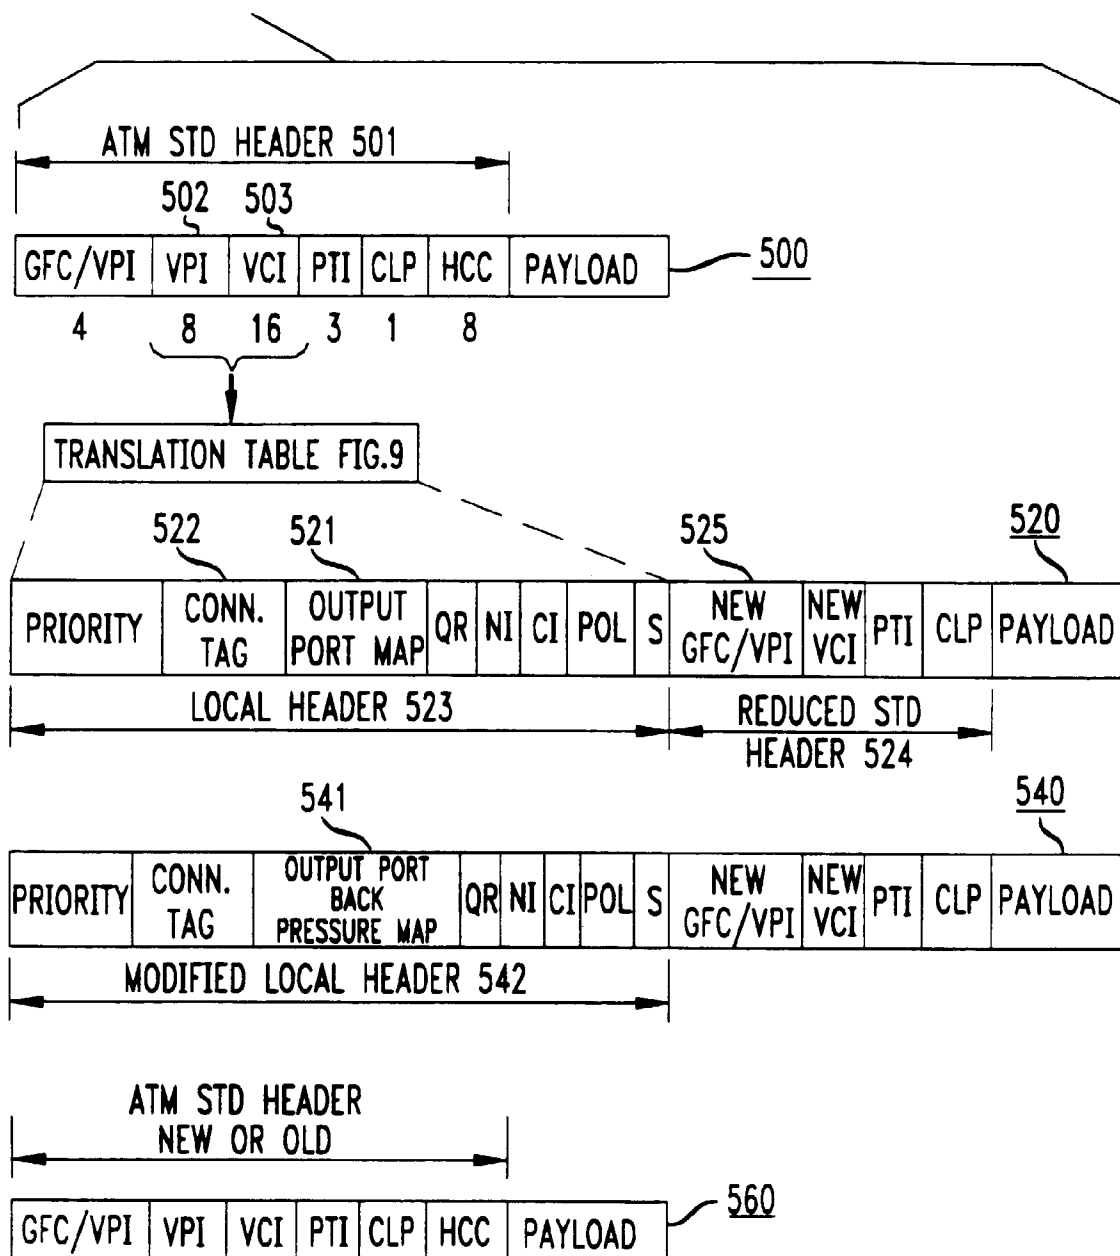 ATM STD HEADER 501
502 503
GFC/VPI VPI VCI PTI CLP HCC PAYLOAD 500
4 8 16 3 1 8
TRANSLATION TABLE FIG.9
522 521 525 520
PRIORITY CONN. TAG OUTPUT PORT MAP QR NI CI POL S NEW GFC/VPI NEW VCI PTI CLP PAYLOAD
LOCAL HEADER 523 REDUCED STD HEADER 524
541 540
PRIORITY CONN. TAG OUTPUT PORT BACK PRESSURE MAP QR NI CI POL S NEW GFC/VPI NEW VCI PTI CLP PAYLOAD
MODIFIED LOCAL HEADER 542
ATM STD HEADER
NEW OR OLD
GFC/VPI VPI VCI PTI CLP HCC PAYLOAD 560